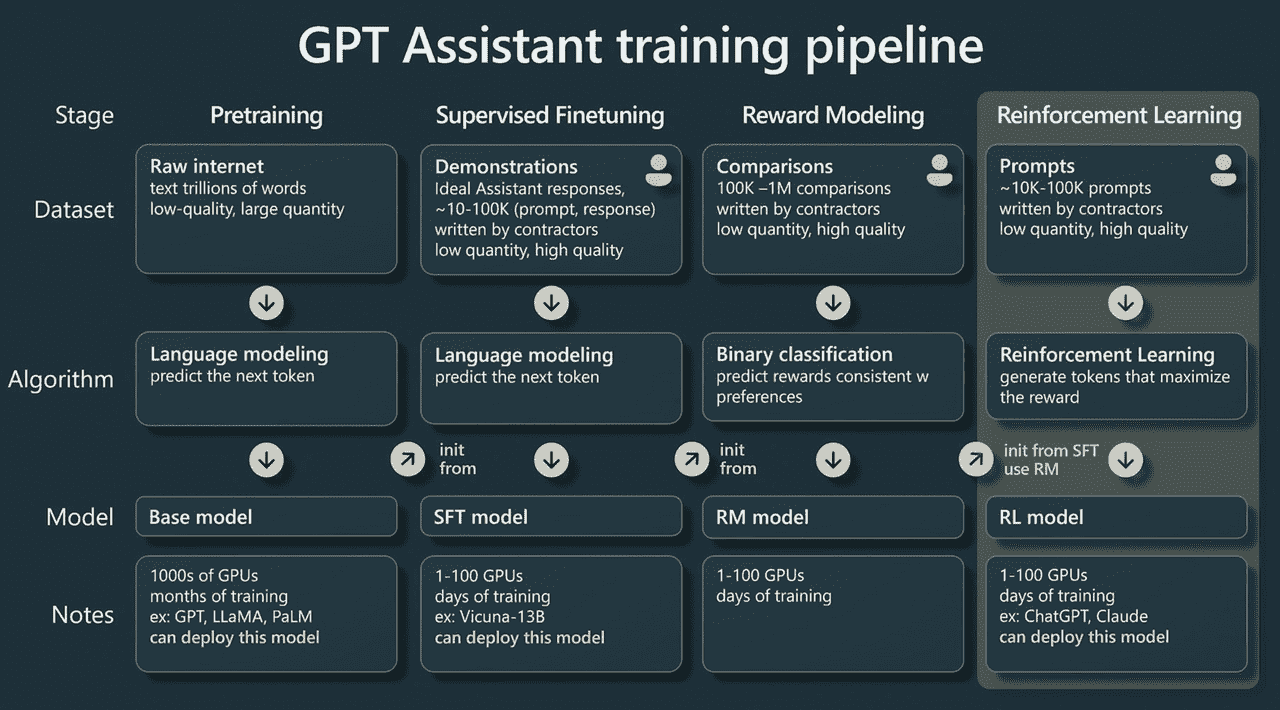 GPT Assistant training pipeline
Stage
Pretraining
Supervised Finetuning
Reward Modeling
Reinforcement Learning
Dataset
Raw internet
text trillions of words
low-quality, large quantity
Demonstrations
Ideal Assistant responses,
~10-100K (prompt, response)
written by contractors
low quantity, high quality
Comparisons
100K –1M comparisons
written by contractors
low quantity, high quality
Prompts
~10K-100K prompts
written by contractors
low quantity, high quality
Algorithm
Language modeling
predict the next token
Language modeling
predict the next token
Binary classification
predict rewards consistent w
preferences
Reinforcement Learning
generate tokens that maximize
the reward
init
from
init
from
init from SFT
use RM
Model
Base model
SFT model
RM model
RL model
Notes
1000s of GPUs
months of training
ex: GPT, LLaMA, PaLM
can deploy this model
1-100 GPUs
days of training
ex: Vicuna-13B
can deploy this model
1-100 GPUs
days of training
1-100 GPUs
days of training
ex: ChatGPT, Claude
can deploy this model